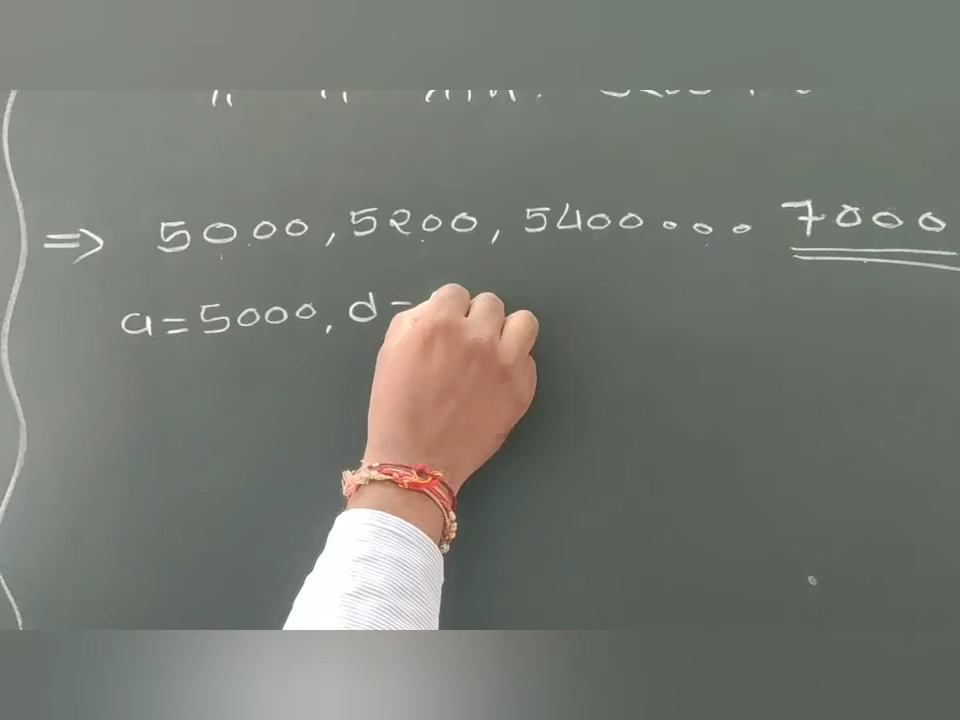 ⇒ 5000, 5200, 5400 ... 7000
a = 5000, d =